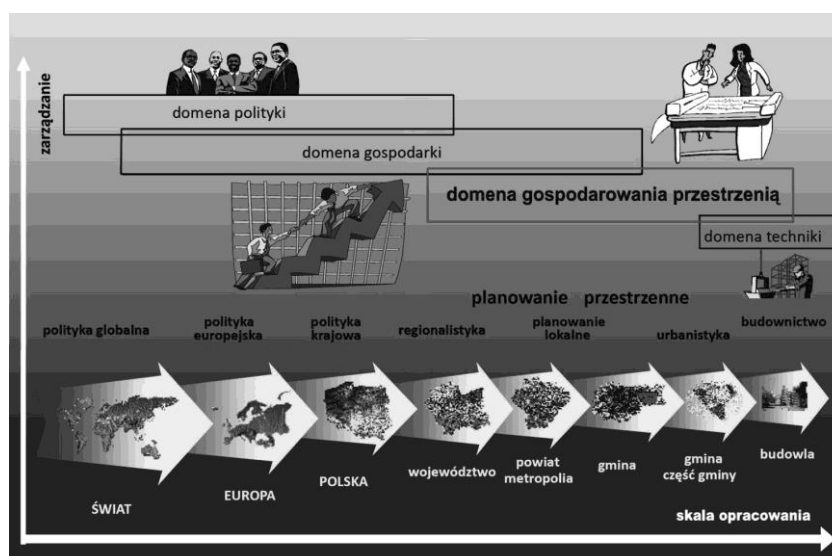 zarządzanie
domena polityki
domena gospodarki
domena gospodarowania przestrzenią
domena techniki
planowanie przestrzenne
polityka globalna
polityka
europejska
polityka
krajowa
regionalistyka
planowanie
lokalne
urbanistyka
budownictwo
ŚWIAT
EUROPA
POLSKA
województwo
powiat
metropolia
gmina
gmina
część gminy
budowla
skala opracowania